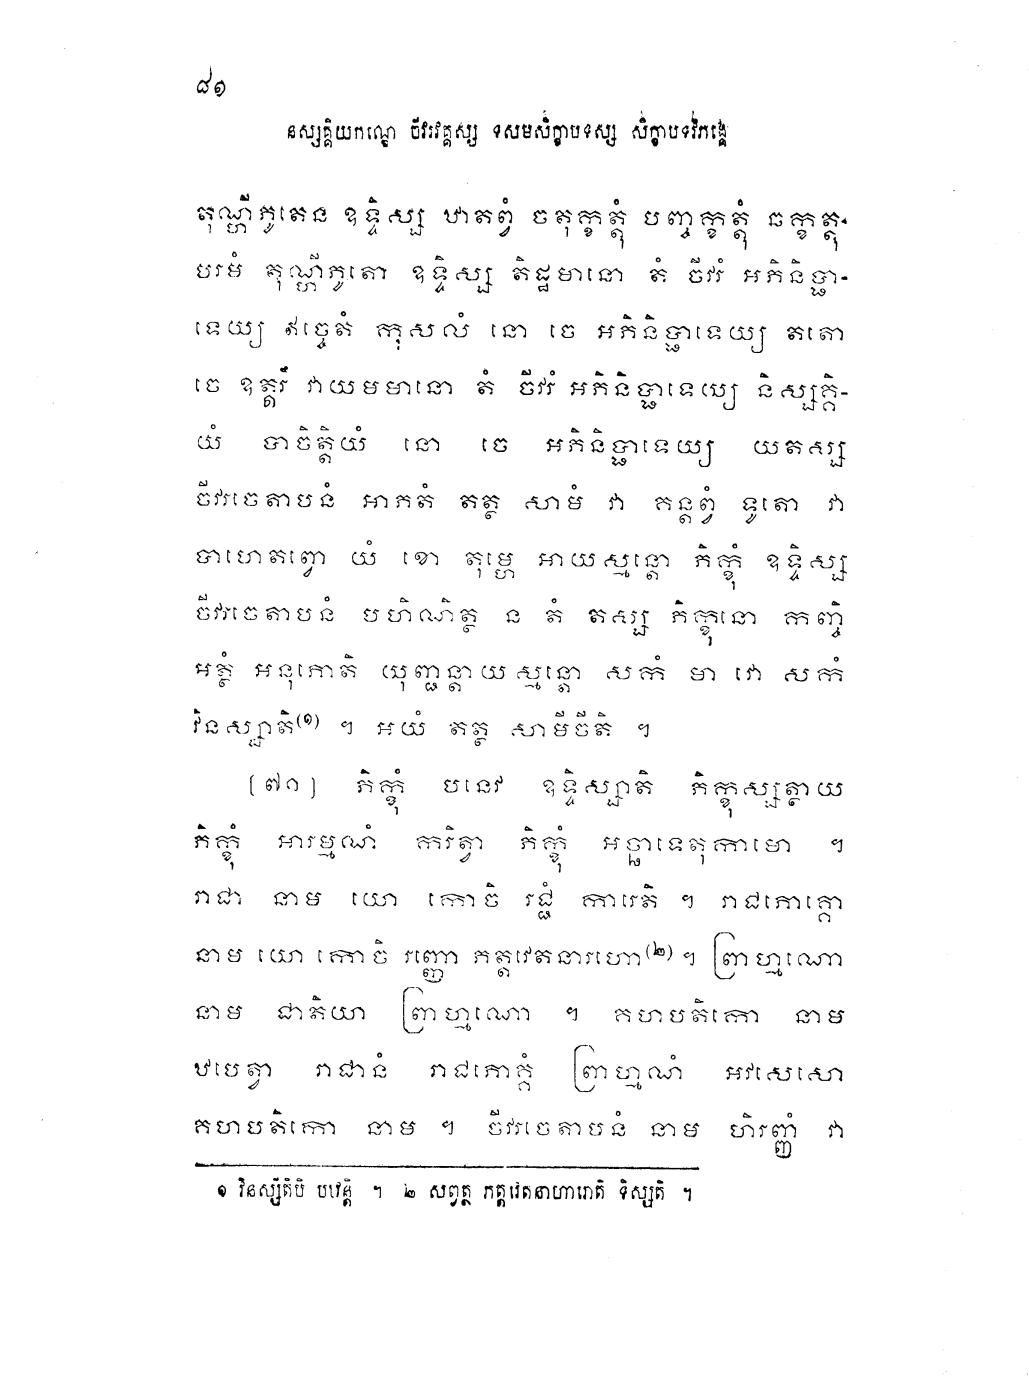 ៨១
នស្សគ្គិយកណ្ឌេ ចីវរវគ្គស្ស ទសមសិក្ខាបទស្ស សិក្ខាបទវិភង្គេ
តុណ្ហីភូតេន ឧទ្ទិស្ស ឋាតព្វំ ចតុក្ខត្តុំ បញ្ចក្ខត្តុំ ឆក្ខត្តុ-
បរមំ តុណ្ហីភូតោ ឧទ្ទិស្ស តិដ្ឋមានោ តំ ចីវរំ អភិនិប្ផា-
ទេយ្យ ឥច្ចេតំ កុសលំ នោ ចេ អភិនិប្ផាទេយ្យ តតោ
ចេ ឧត្តរឹ វាយមមានោ តំ ចីវរំ អភិនិប្ផាទេយ្យេ និស្សគ្គិ-
យំ បាចិត្តិយំ នោ ចេ អភិនិប្ផាទេយ្យ យតស្ស
ចីវរចេតាបនំ អាភតំ តត្ថ សាមំ វា គន្តព្វំ ទូតោ វា
បាហេតព្វោ យំ ខោ តុម្ហេ អាយស្មន្តោ ភិក្ខុំ ឧទ្ទិស្ស
ចីវរចេតាបនំ បហិណិត្ថ ន តំ តស្ស ភិក្ខុនោ កញ្ចិ
អត្ថំ អនុភោតិ យុញ្ជន្តាយស្មន្តោ សកំ មា វោ សកំ
វិនស្សាតិ(១) ។ អយំ តត្ថ សាមីចីតិ ។
[៧១] ភិក្ខុំ បនេវ ឧទ្ទិស្សាតិ ភិក្ខុស្សត្ថាយ
ភិក្ខុំ អារម្មណំ ករិត្វា ភិក្ខុំ អច្ឆាទេតុកាមោ ។
រាជា នាម យោ កោចិ រជ្ជំ ការេតិ ។ រាជភោគ្គោ
នាម យោ កោចិ រញ្ញោ ភត្តវេតនារហោ(២) ។ ព្រាហ្មណោ
នាម ជាតិយា ព្រាហ្មណោ ។ គហបតិកោ នាម
ឋបេត្វា រាជានំ រាជភោគ្គំ ព្រាហ្មណំ អវសេសោ
គហបតិកោ នាម ។ ចីវរចេតាបនំ នាម ហិរញ្ញំ វា
១ វិនស្សីតិបិ បវេន្តិ ។ ២ សព្វត្ថ ភត្តវេតនាហារោតិ ទិស្សតិ ។